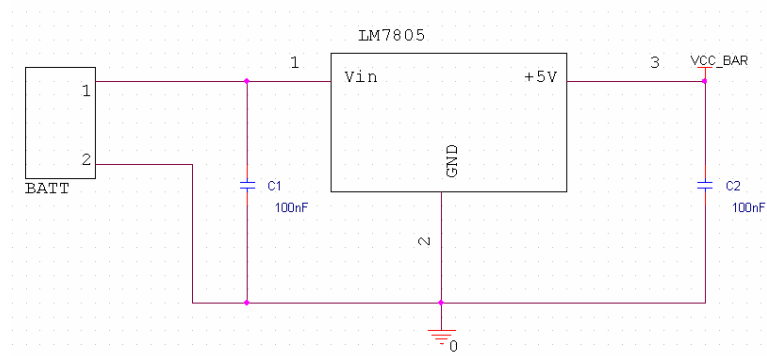 LM7805
1
3
VCC_BAR
Vin
+5V
1
2
BATT
GND
C1
100nF
C2
100nF
2
0